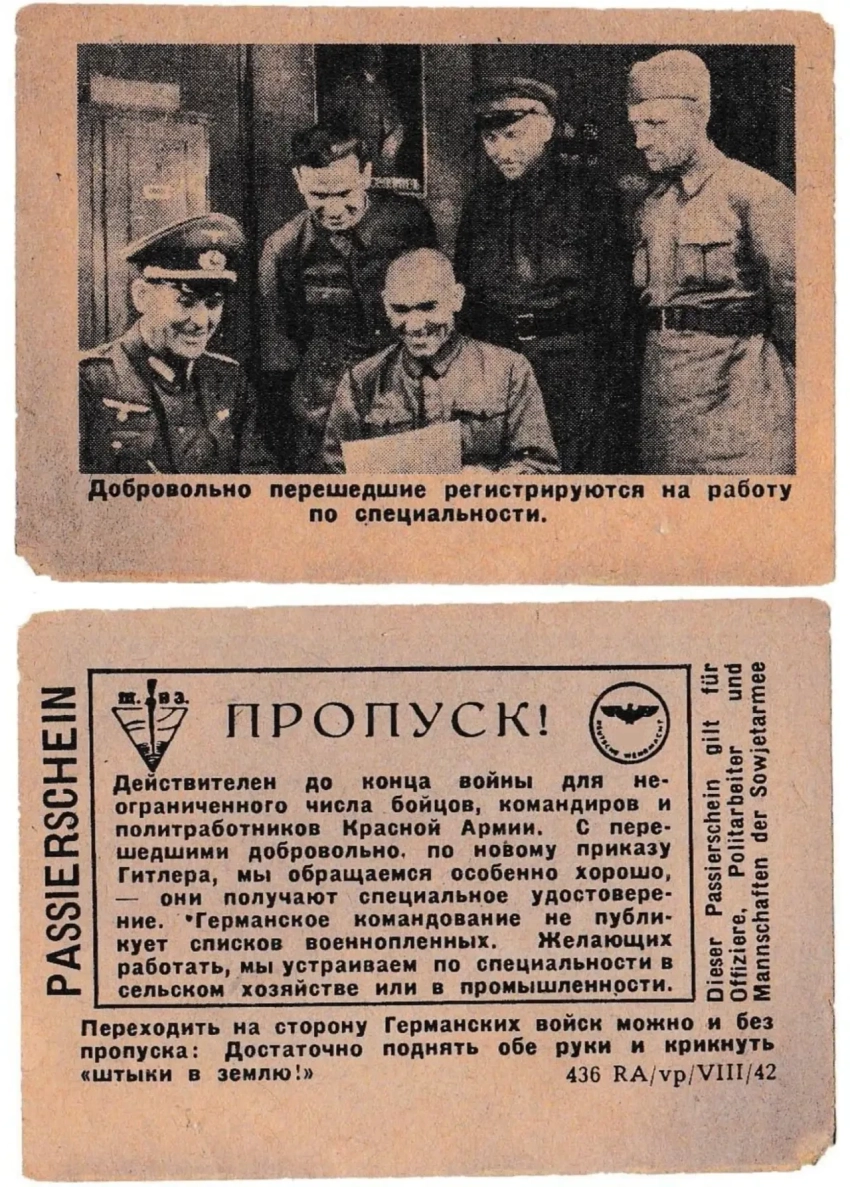 Добровольно перешедшие регистрируются на работу
по специальности.
PASSIERSCHEIN
Ш. В З.
ПРОПУСК!
DEUTSCHE WEHRMACHT
Действителен до конца войны для не-
ограниченного числа бойцов, командиров и
политработников Красной Армии. С пере-
шедшими добровольно, по новому приказу
Гитлера, мы обращаемся особенно хорошо,
— они получают специальное удостовере-
ние. Германское командование не публи-
кует списков военнопленных. Желающих
работать, мы устраиваем по специальности в
сельском хозяйстве или в промышленности.
Dieser Passierschein gilt für
Offiziere, Politarbeiter und
Mannschaften der Sowjetarmee
Переходить на сторону Германских войск можно и без
пропуска: Достаточно поднять обе руки и крикнуть
«штыки в землю!» 436 RA/vp/VIII/42